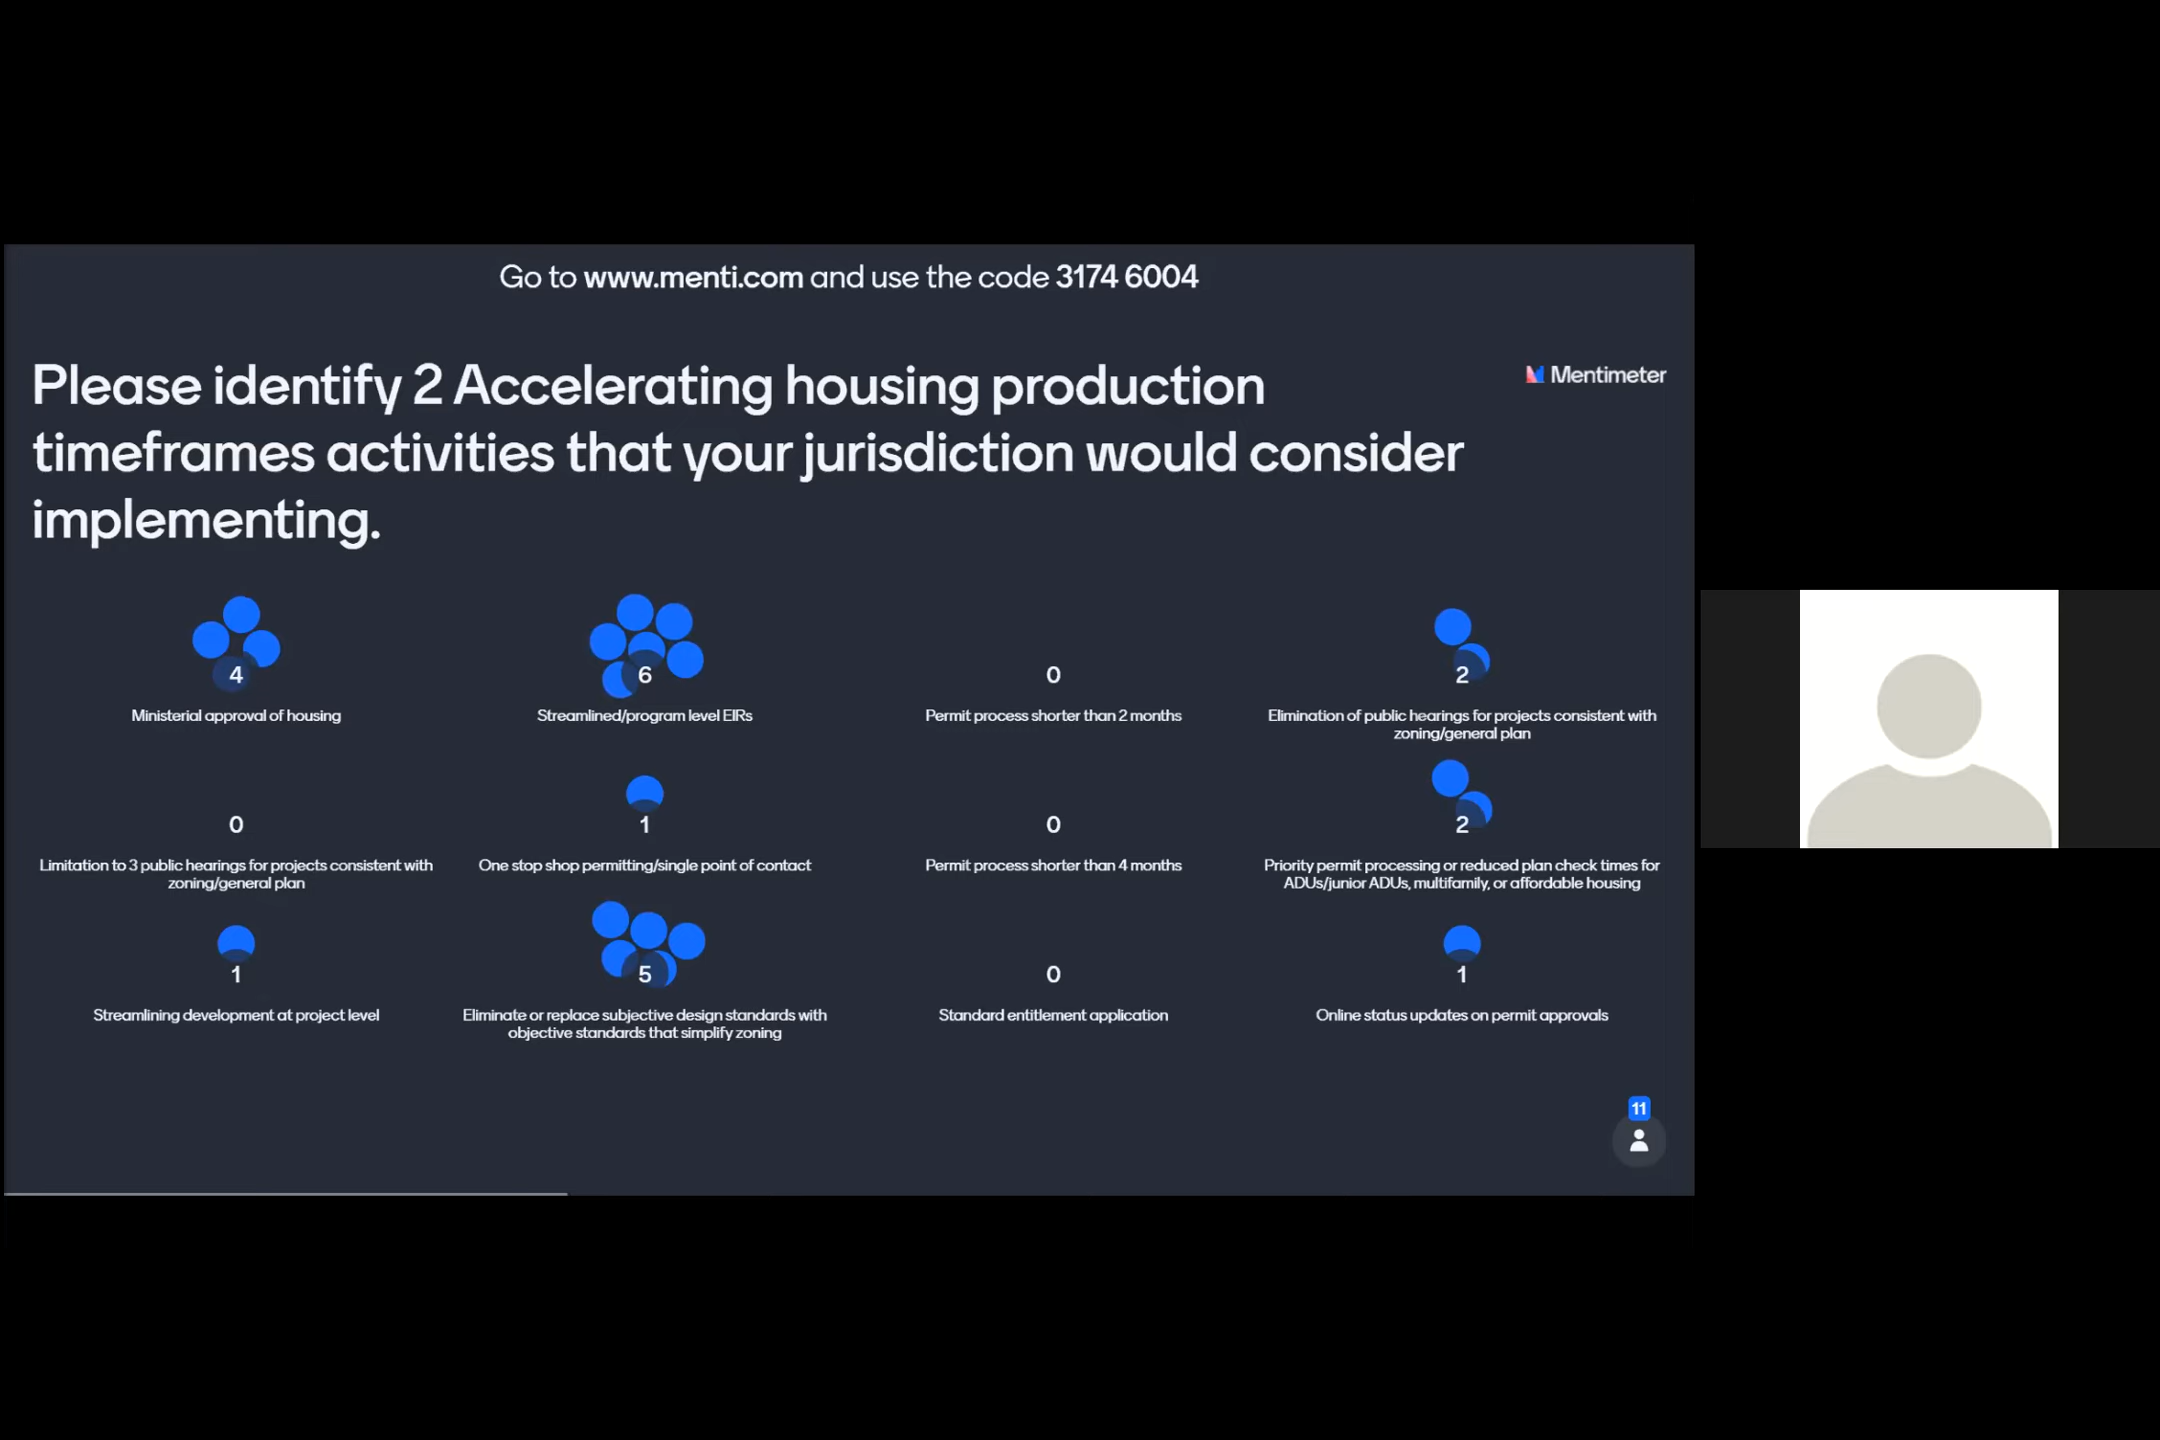 Go to www.menti.com and use the code 3174 6004
Mentimeter
Please identify 2 Accelerating housing production
timeframes activities that your jurisdiction would consider
implementing.
4
6
0
2
Ministerial approval of housing
Streamlined/program level EIRs
Permit process shorter than 2 months
Elimination of public hearings for projects consistent with
zoning/general plan
0
1
0
2
Limitation to 3 public hearings for projects consistent with
zoning/general plan
One stop shop permitting/single point of contact
Permit process shorter than 4 months
Priority permit processing or reduced plan check times for
ADUs/junior ADUs, multifamily, or affordable housing
1
5
0
1
Streamlining development at project level
Eliminate or replace subjective design standards with
objective standards that simplify zoning
Standard entitlement application
Online status updates on permit approvals
11